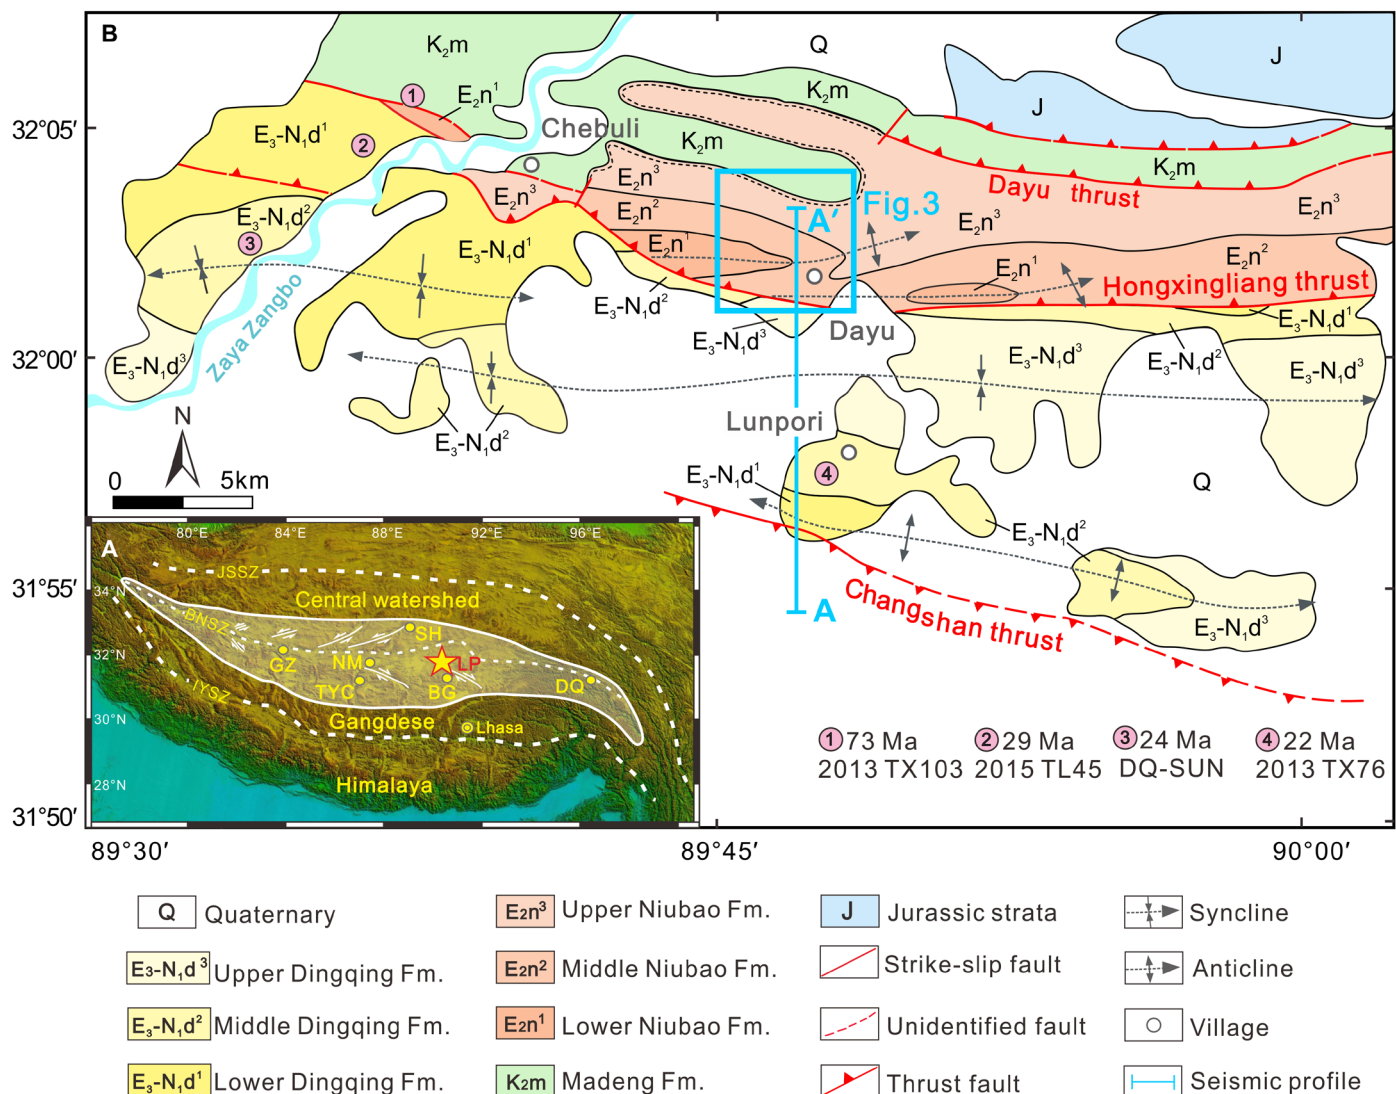 B
K₂m
Q
J
E₂n¹
K₂m
J
32°05′
1
Chebuli
E₃-N₁d¹
2
K₂m
K₂m
E₂n³
Dayu thrust
E₂n³
E₂n³
Fig.3
A′
E₂n²
E₂n³
E₃-N₁d²
3
E₃-N₁d¹
E₂n¹
E₂n²
E₂n¹
Hongxingliang thrust
E₃-N₁d²
E₃-N₁d¹
Zaya Zangbo
E₃-N₁d³
Dayu
E₃-N₁d³
E₃-N₁d²
E₃-N₁d³
32°00′
E₃-N₁d³
N
Lunpori
E₃-N₁d²
0 5km
E₃-N₁d¹
4
Q
E₃-N₁d²
A
80°E 84°E 88°E 92°E 96°E
31°55′
JSSZ
34°N
Central watershed
BNSZ
SH
Changshan thrust
A
E₃-N₁d³
32°N
GZ
NM
LP
IYSZ
TYC
BG
DQ
30°N
Gangdese
Lhasa
Himalaya
28°N
1 73 Ma
2013 TX103
2 29 Ma
2015 TL45
3 24 Ma
DQ-SUN
4 22 Ma
2013 TX76
31°50′
89°30′ 89°45′ 90°00′
Q Quaternary
E₃-N₁d³ Upper Dingqing Fm.
E₃-N₁d² Middle Dingqing Fm.
E₃-N₁d¹ Lower Dingqing Fm.
E₂n³ Upper Niubao Fm.
E₂n² Middle Niubao Fm.
E₂n¹ Lower Niubao Fm.
K₂m Madeng Fm.
J Jurassic strata
Strike-slip fault
Unidentified fault
Thrust fault
Syncline
Anticline
Village
Seismic profile